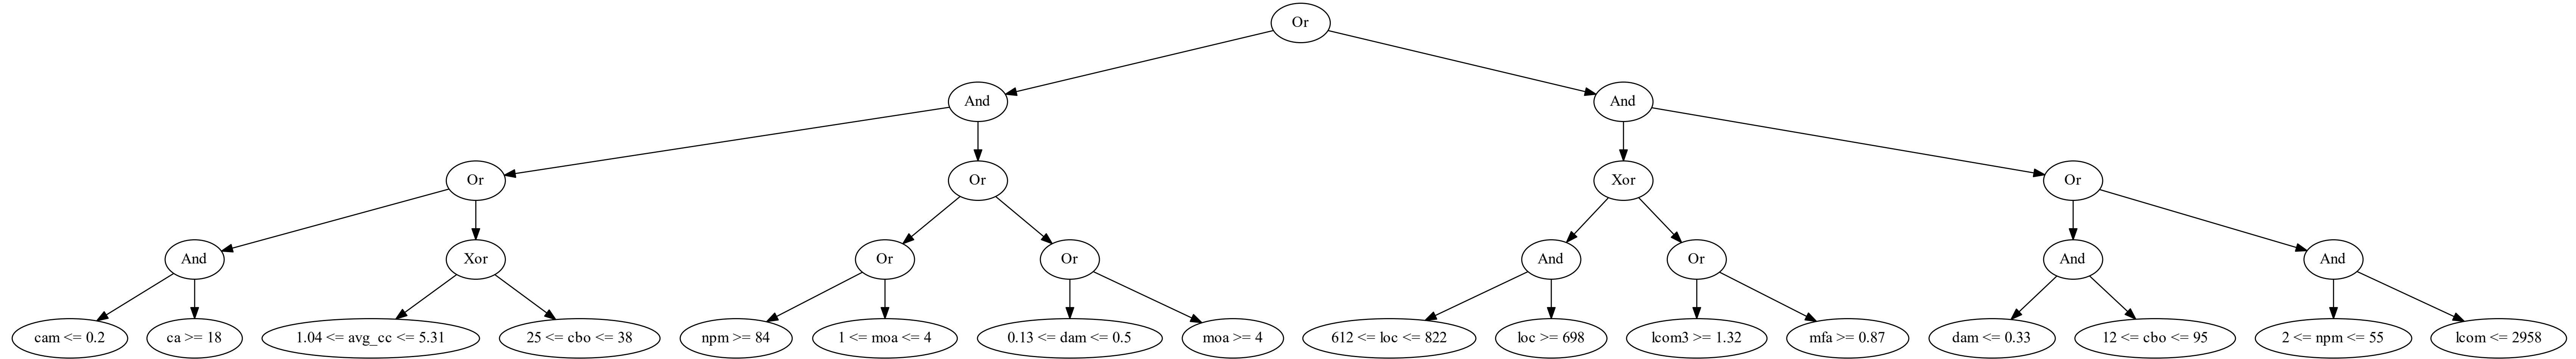 Or
And
And
Or
Or
Xor
Or
And
Xor
Or
Or
And
Or
And
And
cam <= 0.2
ca >= 18
1.04 <= avg_cc <= 5.31
25 <= cbo <= 38
npm >= 84
1 <= moa <= 4
0.13 <= dam <= 0.5
moa >= 4
612 <= loc <= 822
loc >= 698
lcom3 >= 1.32
mfa >= 0.87
dam <= 0.33
12 <= cbo <= 95
2 <= npm <= 55
lcom <= 2958